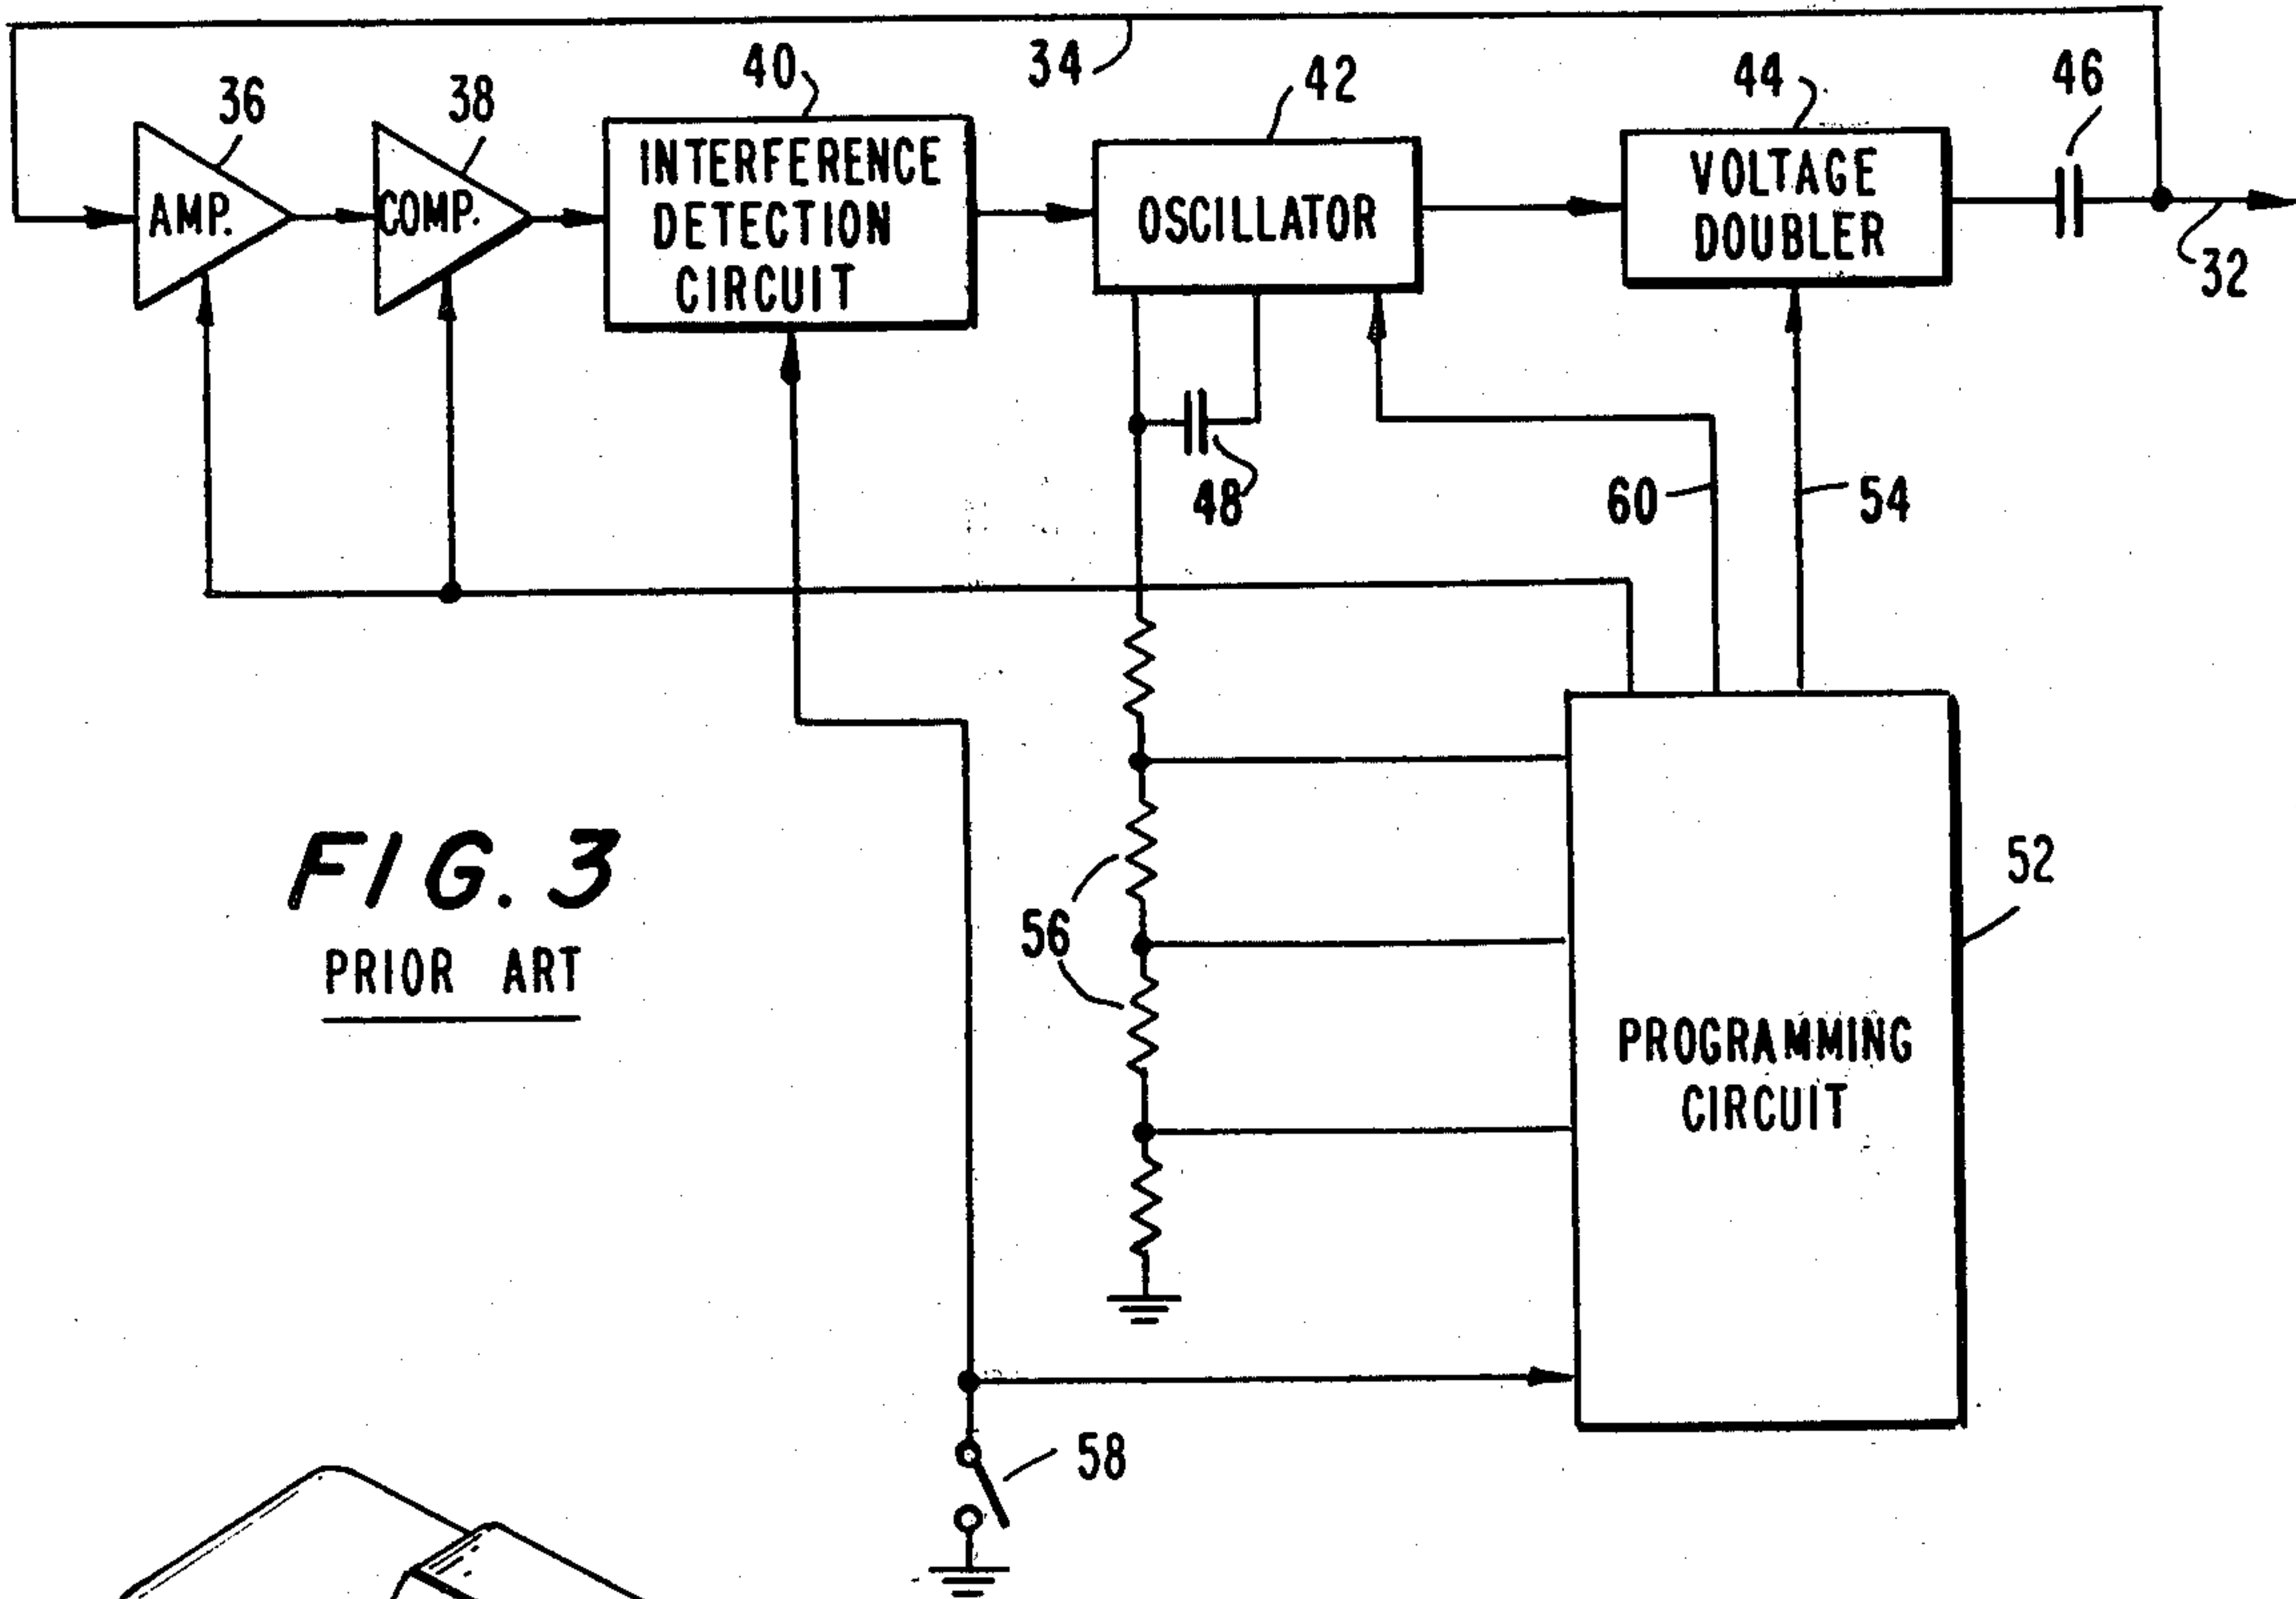 34
36
38
40
42
44
46
AMP.
COMP.
INTERFERENCE
DETECTION
CIRCUIT
OSCILLATOR
VOLTAGE
DOUBLER
32
48
60
54
FIG. 3
PRIOR ART
56
52
PROGRAMMING
CIRCUIT
58